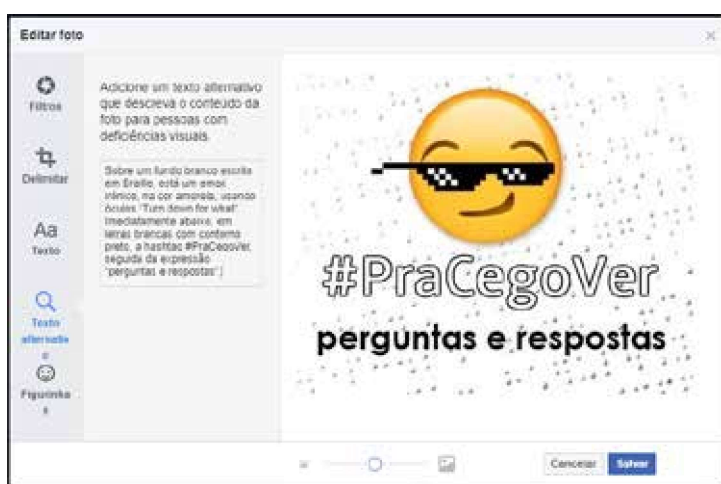 Editar foto
Filtros
Delimitar
Aa
Texto
Texto
alternativ
o
Figurinha
s
Adicione um texto alternativo
que descreva o conteúdo da
foto para pessoas com
deficiências visuais.
Sobre um fundo branco escrito
em Braille, está um emoji
irônico, na cor amarela, usando
óculos "Turn down for what"
Imediatamente abaixo, em
letras brancas com contorno
preto, a hashtag #PraCegoVer,
seguida da expressão
"perguntas e respostas".
#PraCegoVer
perguntas e respostas
Cancelar
Salvar